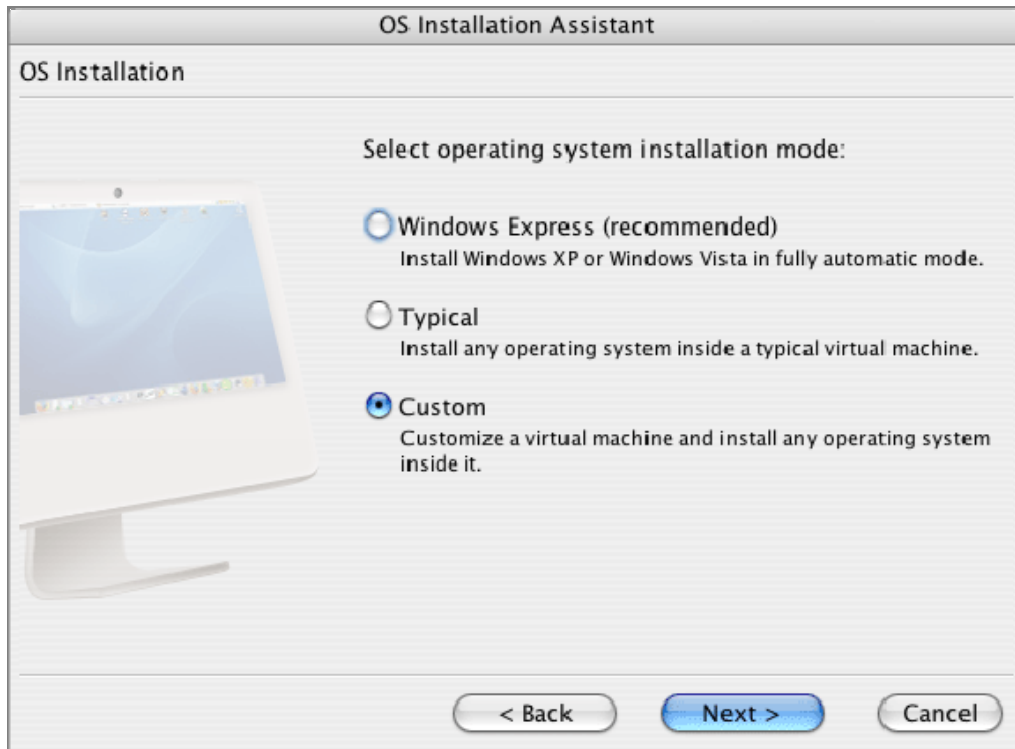 OS Installation Assistant
OS Installation
Select operating system installation mode:
Windows Express (recommended)
Install Windows XP or Windows Vista in fully automatic mode.
Typical
Install any operating system inside a typical virtual machine.
Custom
Customize a virtual machine and install any operating system
inside it.
< Back
Next >
Cancel